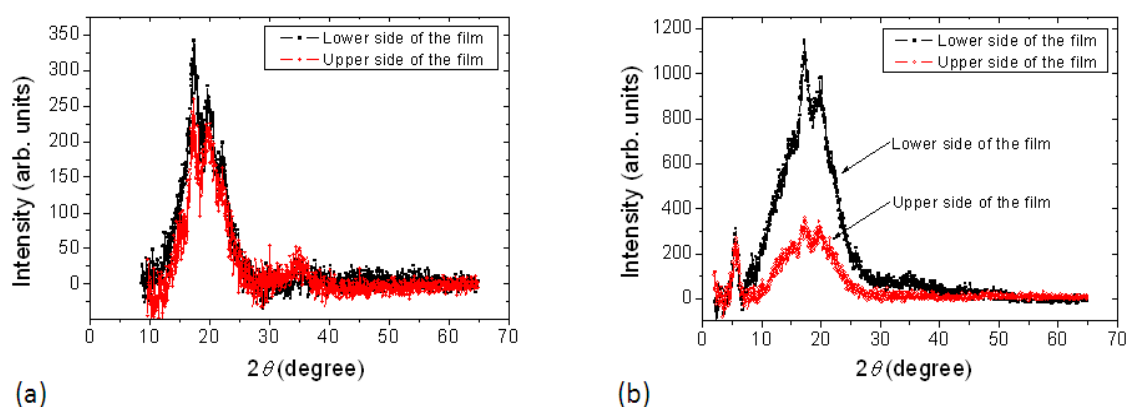 Lower side of the film
Upper side of the film
350
300
250
200
150
100
50
0
Intensity (arb. units)
0 10 20 30 40 50 60 70
2θ(degree)
(a)
Lower side of the film
Upper side of the film
1200
1000
800
600
400
200
0
Intensity (arb. units)
Lower side of the film
Upper side of the film
0 10 20 30 40 50 60 70
2θ(degree)
(b)